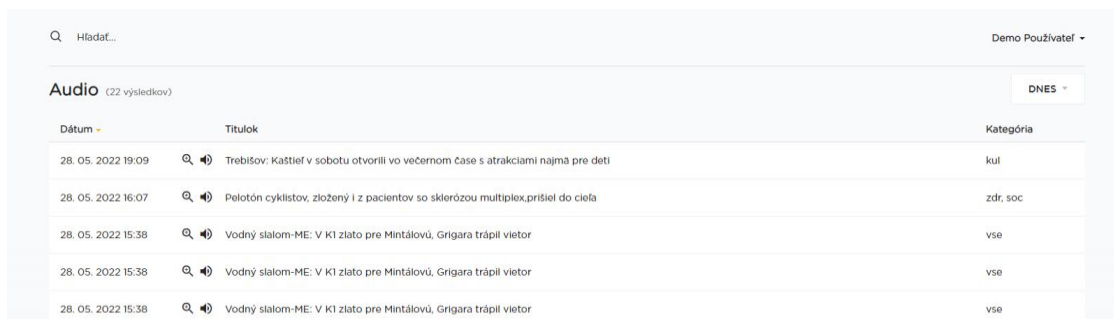 Hľadať...
Demo Používateľ
Audio (22 výsledkov)
DNES
Dátum Titulok Kategória
28. 05. 2022 19:09 Trebišov: Kaštieľ v sobotu otvorili vo večernom čase s atrakciami najmä pre deti kul
28. 05. 2022 16:07 Pelotón cyklistov, zložený i z pacientov so sklerózou multiplex,prišiel do cieľa zdr, soc
28. 05. 2022 15:38 Vodný slalom-ME: V K1 zlato pre Mintálovú, Grigara trápil vietor vse
28. 05. 2022 15:38 Vodný slalom-ME: V K1 zlato pre Mintálovú, Grigara trápil vietor vse
28. 05. 2022 15:38 Vodný slalom-ME: V K1 zlato pre Mintálovú, Grigara trápil vietor vse